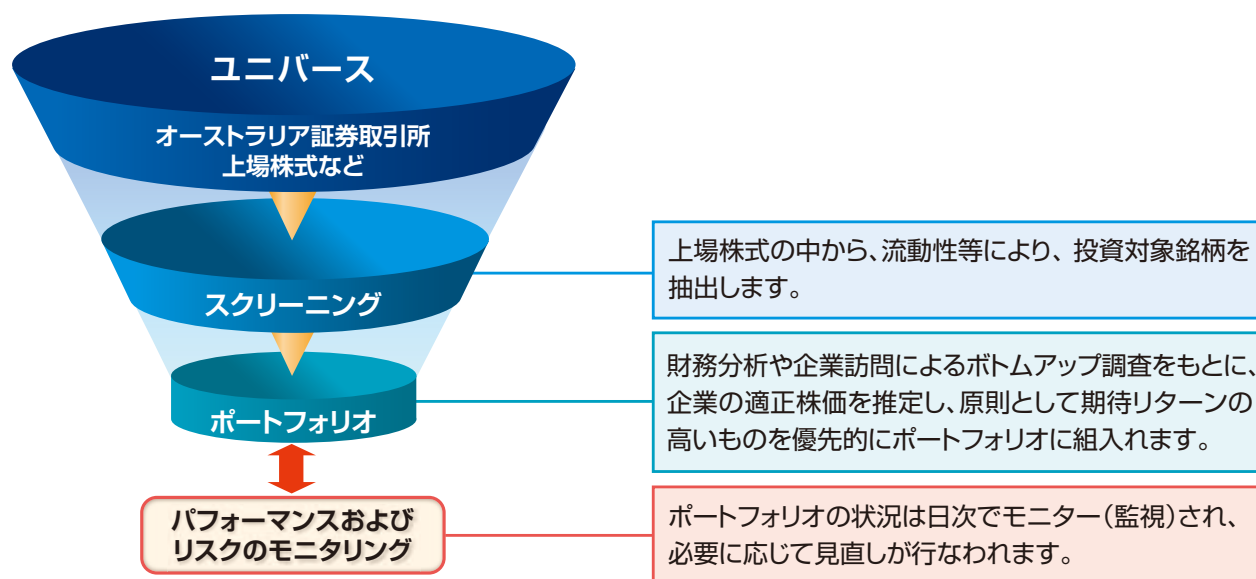 ユニバース
オーストラリア証券取引所
上場株式など
スクリーニング
上場株式の中から、流動性等により、投資対象銘柄を
抽出します。
ポートフォリオ
財務分析や企業訪問によるボトムアップ調査をもとに、
企業の適正株価を推定し、原則として期待リターンの
高いものを優先的にポートフォリオに組入れます。
パフォーマンスおよび
リスクのモニタリング
ポートフォリオの状況は日次でモニター(監視)され、
必要に応じて見直しが行なわれます。